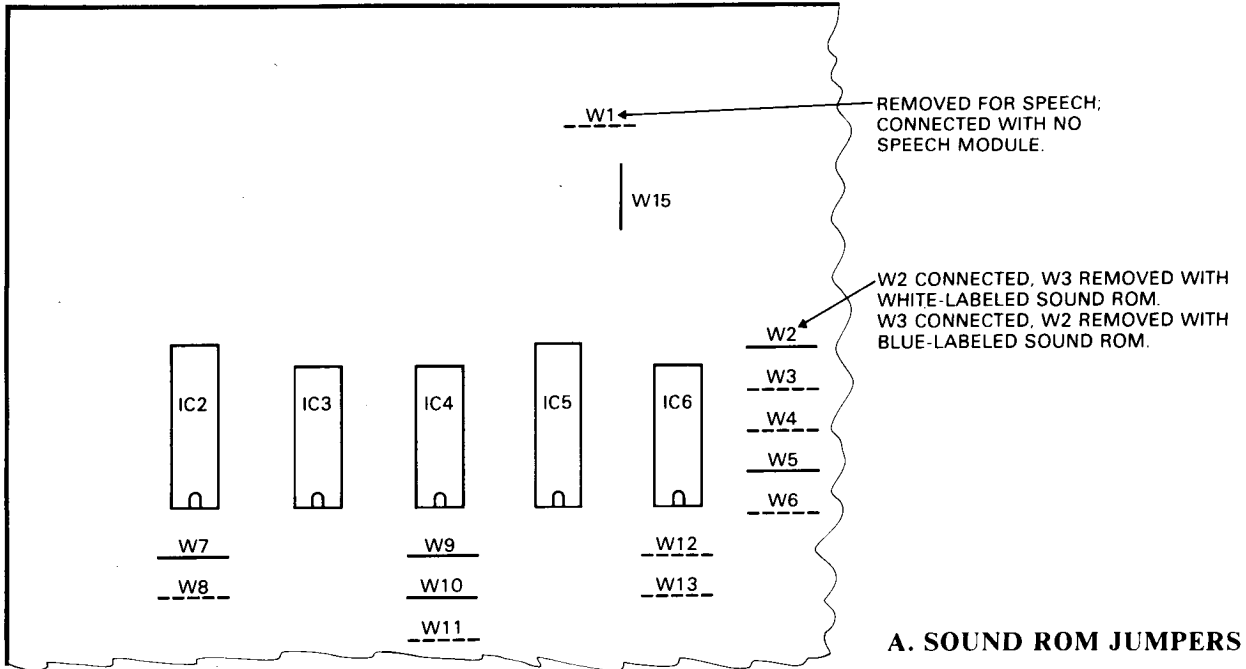 W1
REMOVED FOR SPEECH;
CONNECTED WITH NO
SPEECH MODULE.
W15
W2 CONNECTED, W3 REMOVED WITH
WHITE-LABELED SOUND ROM.
W3 CONNECTED, W2 REMOVED WITH
BLUE-LABELED SOUND ROM.
W2
W3
W4
W5
W6
IC2
IC3
IC4
IC5
IC6
W7
W9
W12
W8
W10
W13
W11
A. SOUND ROM JUMPERS